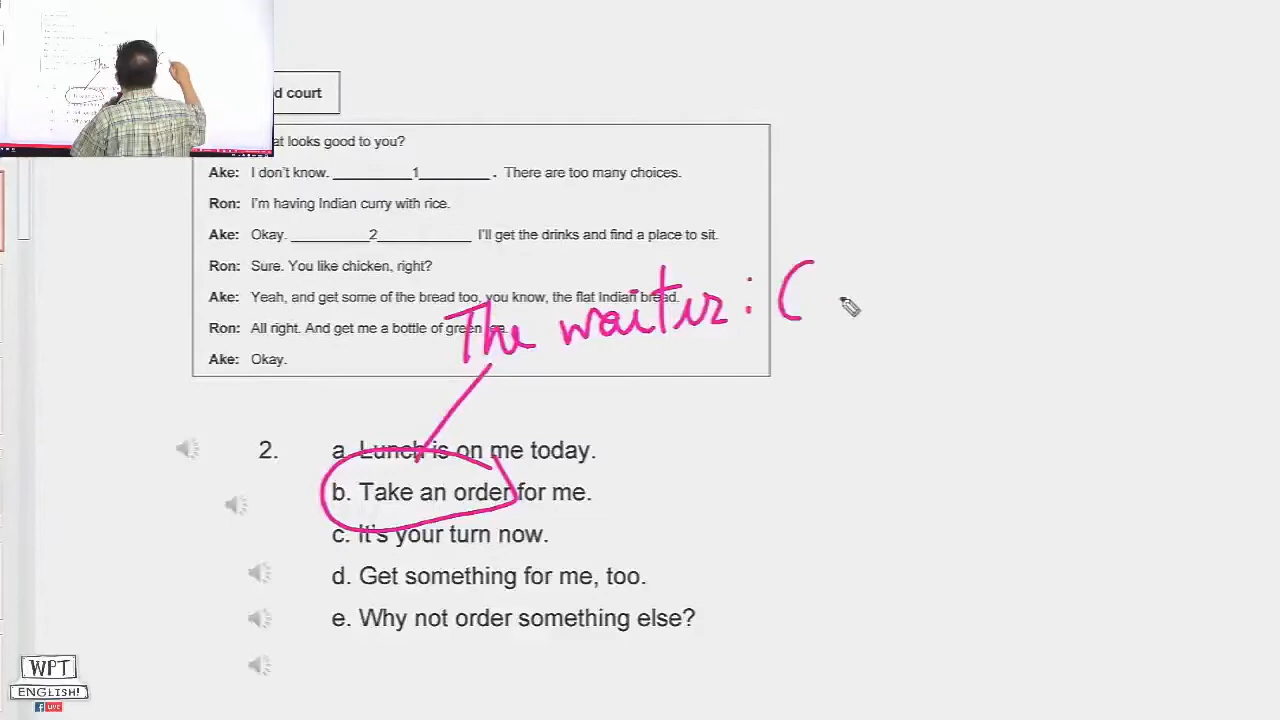 d court
at looks good to you?
Ake: I don't know. __________1________ . There are too many choices.
Ron: I'm having Indian curry with rice.
Ake: Okay. __________2____________ I'll get the drinks and find a place to sit.
Ron: Sure. You like chicken, right?
Ake: Yeah, and get some of the bread too, you know, the flat Indian bread.
Ron: All right. And get me a bottle of green
The waiter: (
Ake: Okay.
2. a. Lunch is on me today.
b. Take an order for me.
c. It's your turn now.
d. Get something for me, too.
e. Why not order something else?
WPT
ENGLISH!
f LIVE